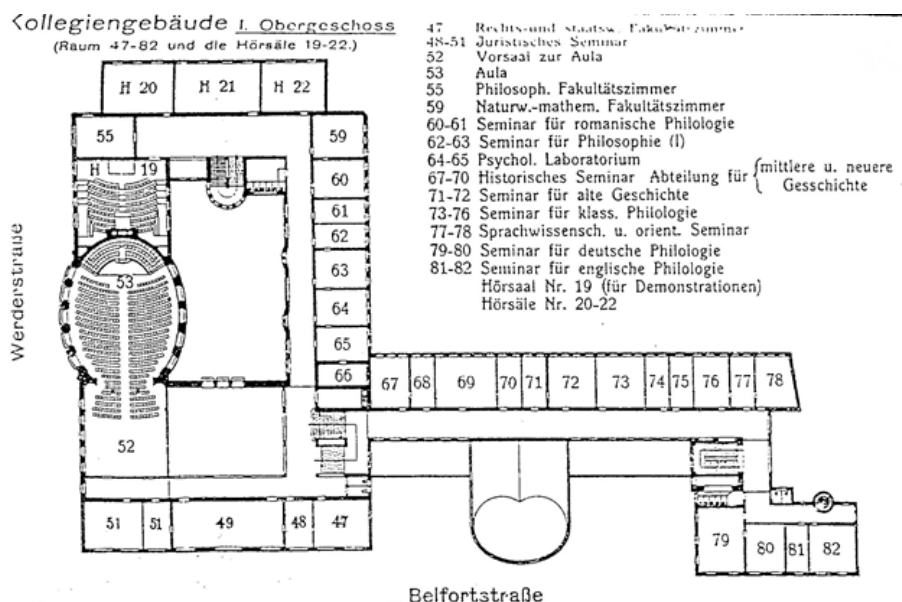 Kollegiengebäude I. Obergeschoss
(Raum 47-82 und die Hörsäle 19-22.)
47 Rechts-und staatsw. Fakultätzimmer
48-51 Juristisches Seminar
52 Vorsaal zur Aula
53 Aula
55 Philosoph. Fakultätszimmer
59 Naturw.-mathem. Fakultätszimmer
60-61 Seminar für romanische Philologie
62-63 Seminar für Philosophie (I)
64-65 Psychol. Laboratorium
67-70 Historisches Seminar Abteilung für { mittlere u. neuere
Gesschichte
71-72 Seminar für alte Geschichte
73-76 Seminar für klass. Philologie
77-78 Sprachwissensch. u. orient. Seminar
79-80 Seminar für deutsche Philologie
81-82 Seminar für englische Philologie
Hörsaal Nr. 19 (für Demonstrationen)
Hörsäle Nr. 20-22
H 20 H 21 H 22
55 59
H 19
60
61
62
53 63
64
65
66
67 68 69 70 71 72 73 74 75 76 77 78
52
51 51 49 48 47
79 80 81 82
Werderstraße
Belfortstraße